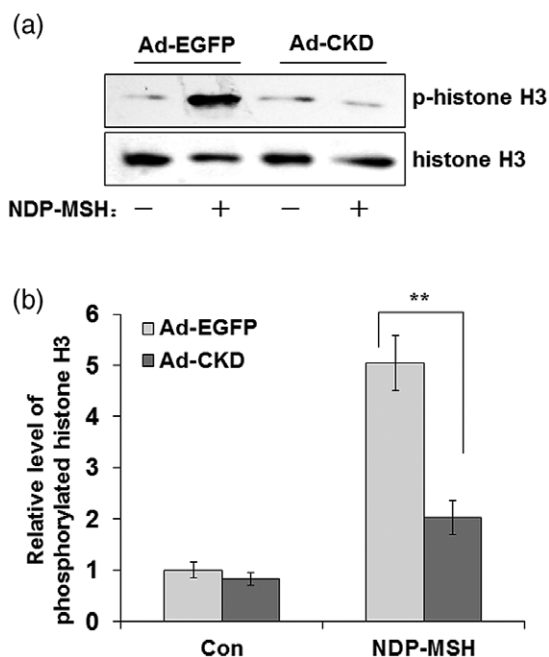 (a)
Ad-EGFP Ad-CKD
p-histone H3
histone H3
NDP-MSH: − + − +
(b)
Relative level of
phosphorylated histone H3
6
5
4
3
2
1
0
Ad-EGFP
Ad-CKD
**
Con NDP-MSH